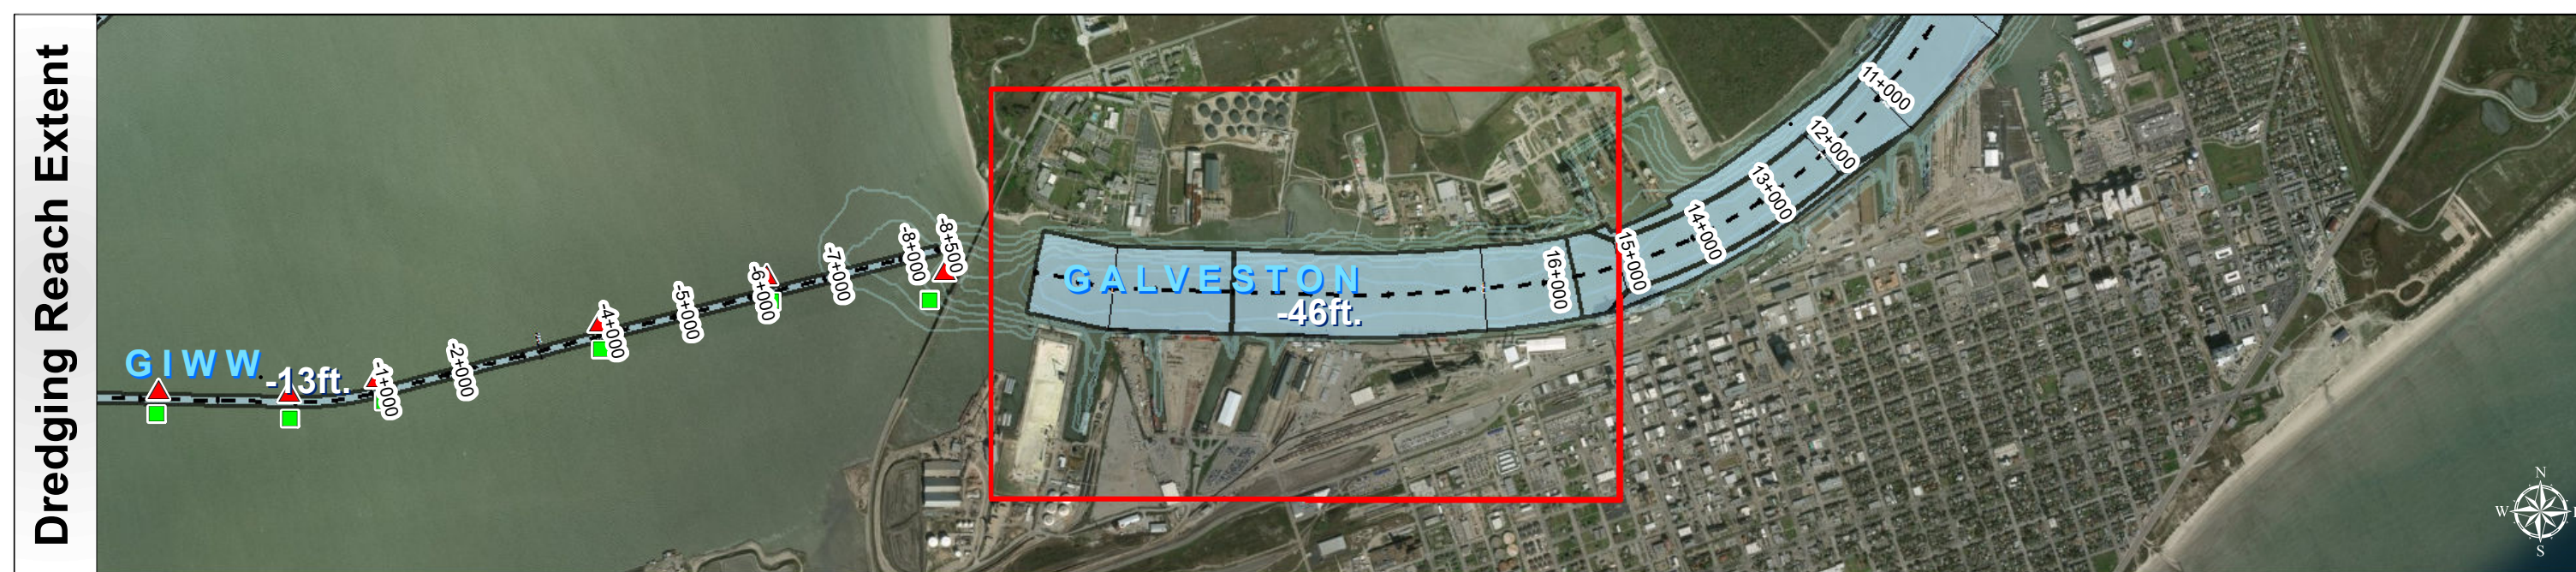 Dredging Reach Extent
GIWW
-13ft.
-1+000
-2+000
-4+000
-5+000
-6+000
-7+000
-8+000
-8+500
GALVESTON
-46ft.
16+000
15+000
14+000
13+000
12+000
11+000
N
W
S